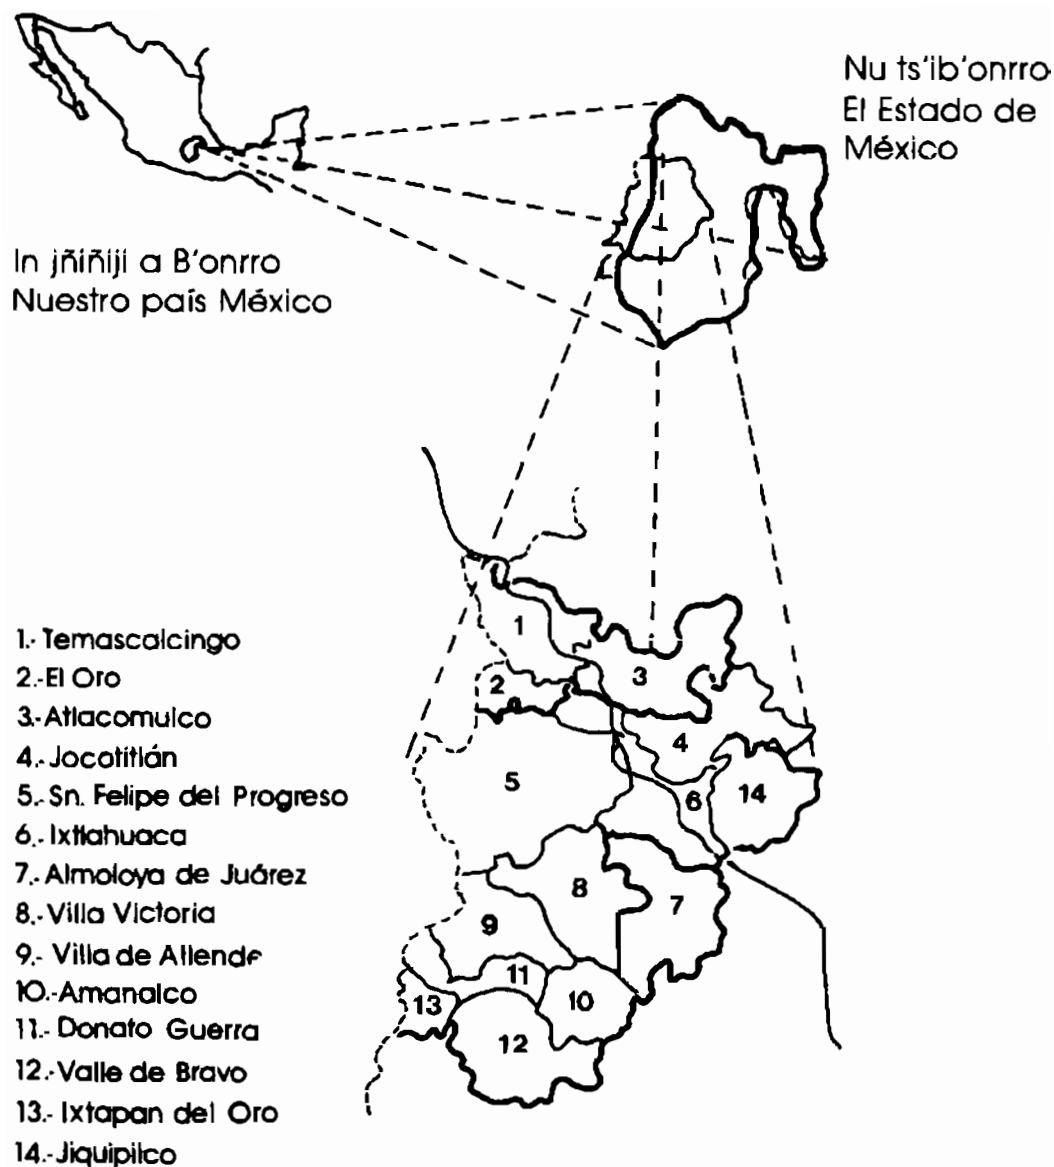 Nu ts'ib'onrro
El Estado de
México
In jñiñiji a B'onrro
Nuestro país México
1.- Temascalcingo
2.-El Oro
3.-Atlacomulco
4.- Jocotitlán
5.- Sn. Felipe del Progreso
6.- Ixtlahuaca
7.- Almoloya de Juárez
8.- Villa Victoria
9.- Villa de Allende
10.-Amanalco
11.- Donato Guerra
12.- Valle de Bravo
13.- Ixtapan del Oro
14.-Jiquipilco
1
2
3
4
5
6
14
8
7
9
11
10
13
12